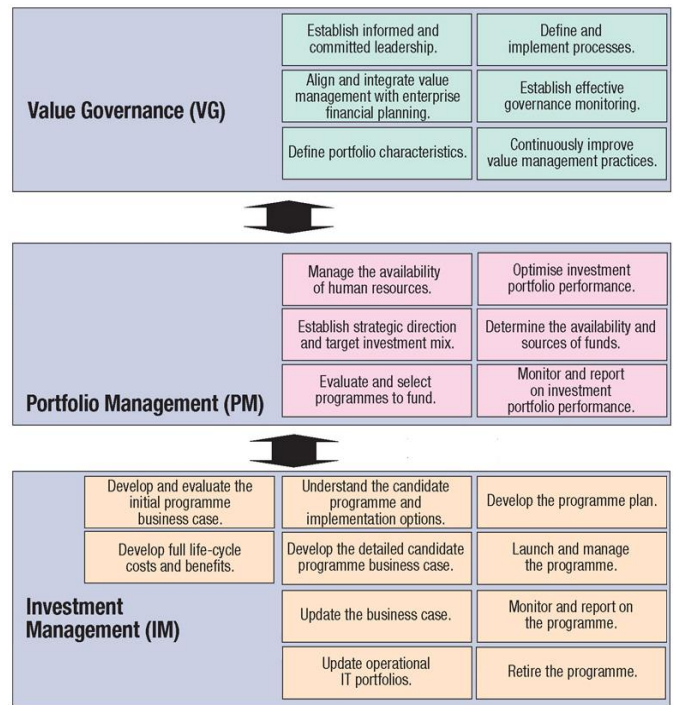 Value Governance (VG)
Establish informed and
committed leadership.
Define and
implement processes.
Align and integrate value
management with enterprise
financial planning.
Establish effective
governance monitoring.
Define portfolio characteristics.
Continuously improve
value management practices.
Portfolio Management (PM)
Manage the availability
of human resources.
Optimise investment
portfolio performance.
Establish strategic direction
and target investment mix.
Determine the availability and
sources of funds.
Evaluate and select
programmes to fund.
Monitor and report
on investment
portfolio performance.
Investment
Management (IM)
Develop and evaluate the
initial programme
business case.
Understand the candidate
programme and
implementation options.
Develop the programme plan.
Develop full life-cycle
costs and benefits.
Develop the detailed candidate
programme business case.
Launch and manage
the programme.
Update the business case.
Monitor and report on
the programme.
Update operational
IT portfolios.
Retire the programme.